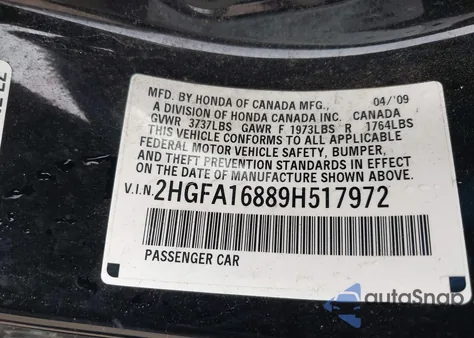 MFD. BY HONDA OF CANADA MFG., 04/'09
A DIVISION OF HONDA CANADA INC. CANADA
GVWR 3737LBS GAWR F 1973LBS R 1764LBS
THIS VEHICLE CONFORMS TO ALL APPLICABLE
FEDERAL MOTOR VEHICLE SAFETY, BUMPER,
AND THEFT PREVENTION STANDARDS IN EFFECT
ON THE DATE OF MANUFACTURE SHOWN ABOVE.
V.I.N. 2HGFA16889H517972
PASSENGER CAR
autoSnap